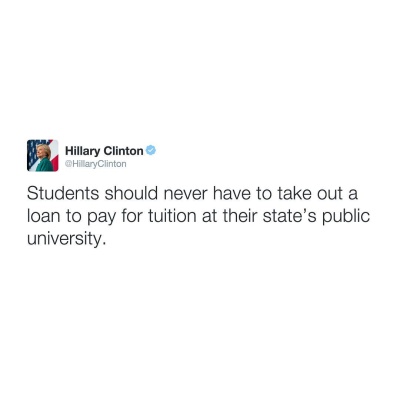 Hillary Clinton
@HillaryClinton
Students should never have to take out a
loan to pay for tuition at their state's public
university.